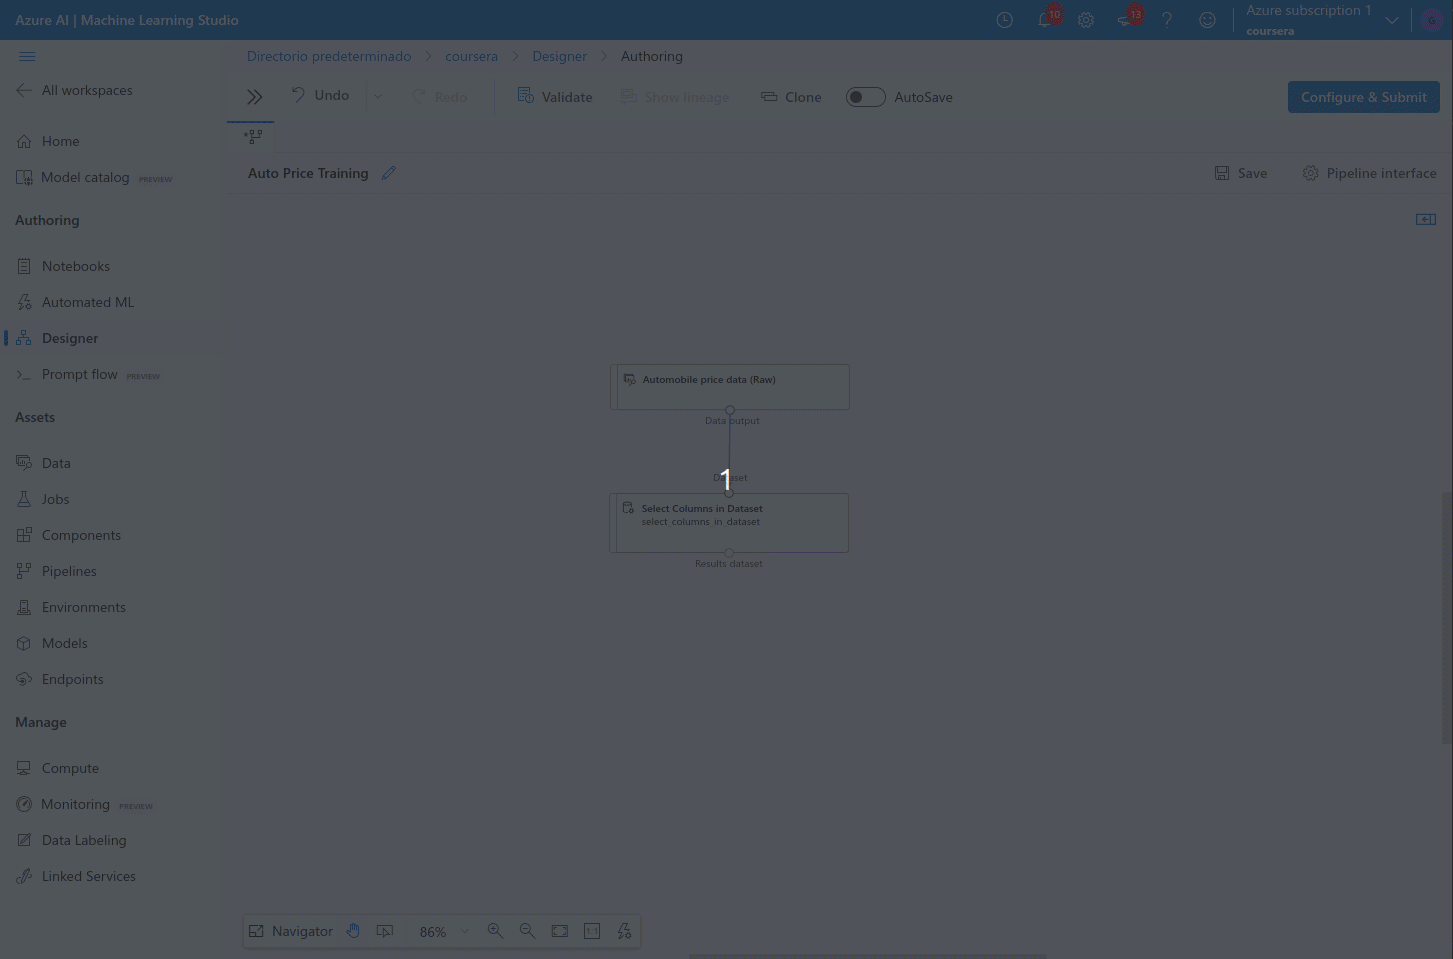 Azure AI | Machine Learning Studio
10
13
Azure subscription 1
coursera
G
All workspaces
Home
Model catalog PREVIEW
Authoring
Notebooks
Automated ML
Designer
Prompt flow PREVIEW
Assets
Data
Jobs
Components
Pipelines
Environments
Models
Endpoints
Manage
Compute
Monitoring PREVIEW
Data Labeling
Linked Services
Directorio predeterminado > coursera > Designer > Authoring
Undo
Redo
Validate
Show lineage
Clone
AutoSave
Configure & Submit
Auto Price Training
Save
Pipeline interface
Automobile price data (Raw)
Data output
Dataset
1
Select Columns in Dataset
select_columns_in_dataset
Results dataset
Navigator
86%
1:1